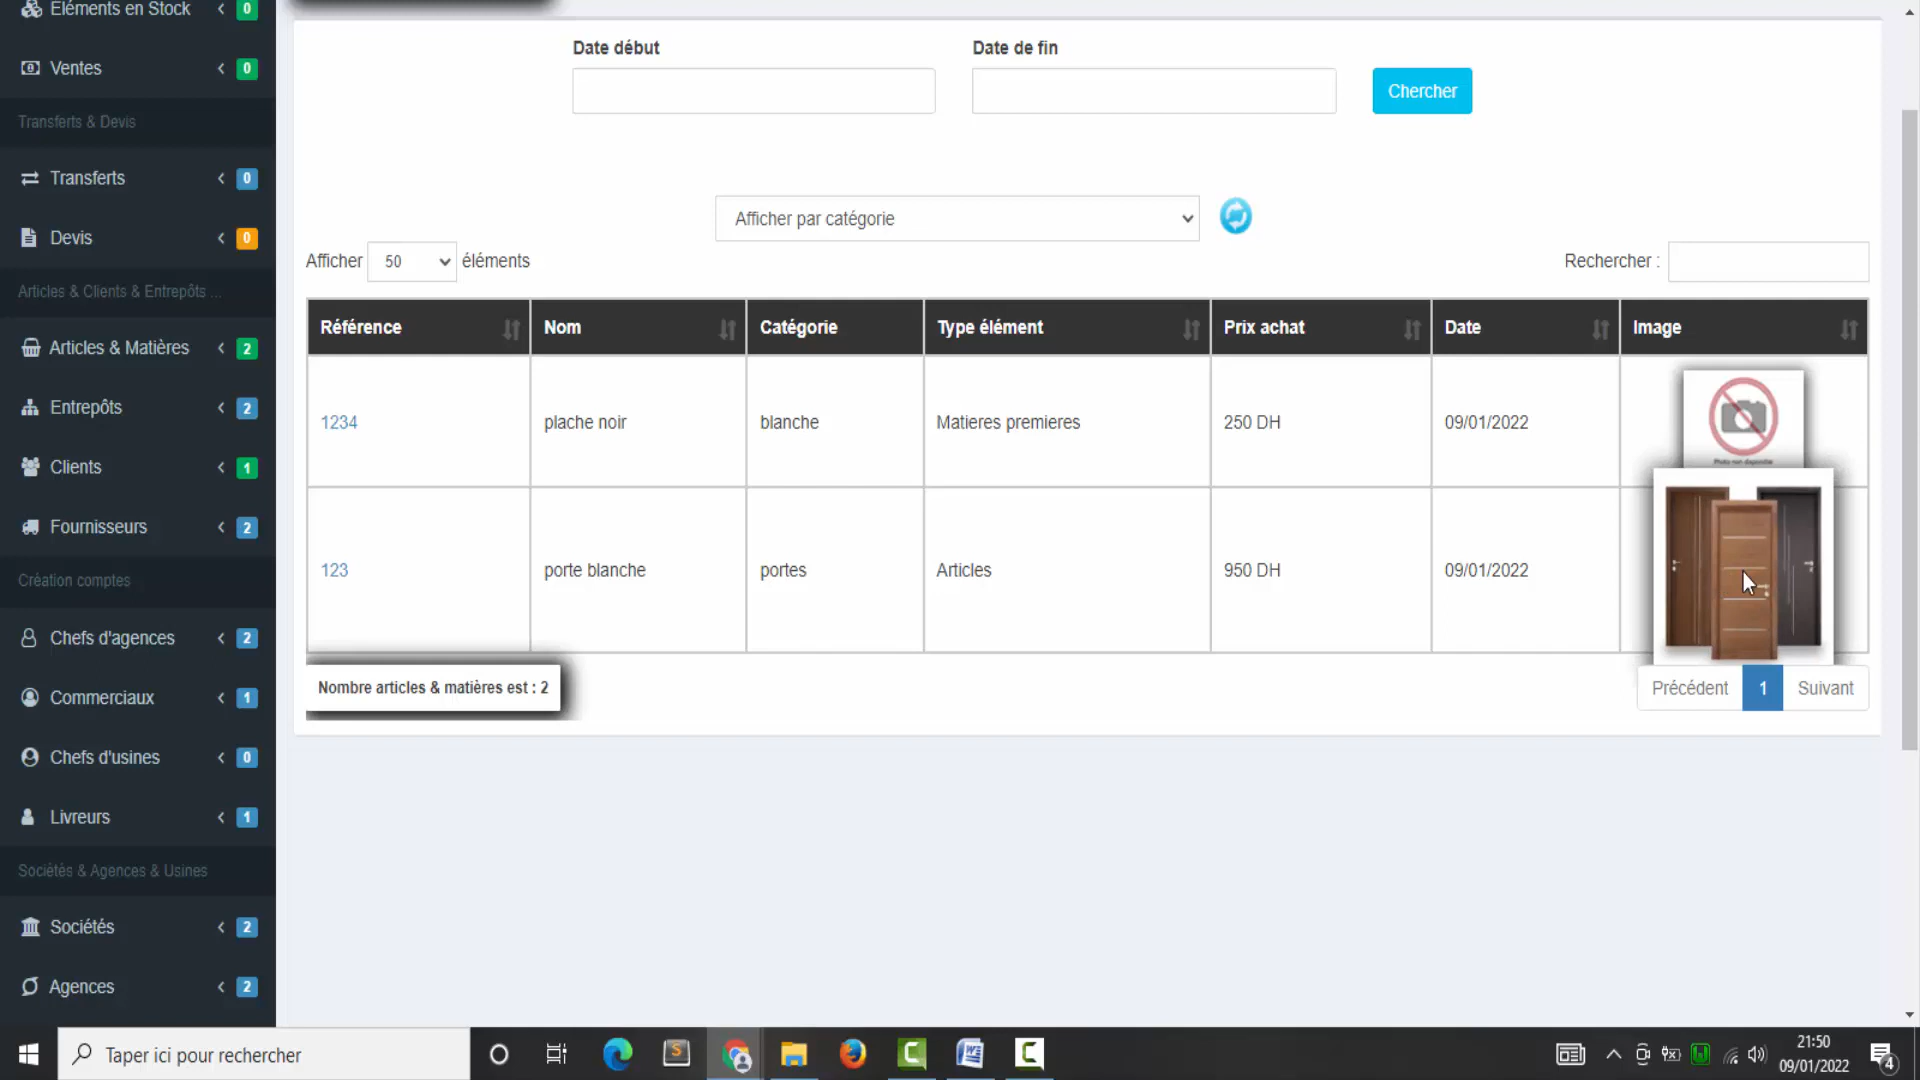 Eléments en Stock 0
Ventes 0
Transferts & Devis
Transferts 0
Devis 0
Articles & Clients & Entrepôts ...
Articles & Matières 2
Entrepôts 2
Clients 1
Fournisseurs 2
Création comptes
Chefs d'agences 2
Commerciaux 1
Chefs d'usines 0
Livreurs 1
Sociétés & Agences & Usines
Sociétés 2
Agences 2
Date début Date de fin
Chercher
Afficher par catégorie
Afficher 50 éléments Rechercher :
Référence Nom Catégorie Type élément Prix achat Date Image
1234 plache noir blanche Matieres premieres 250 DH 09/01/2022
Photo non disponible
123 porte blanche portes Articles 950 DH 09/01/2022
Nombre articles & matières est : 2
Précédent 1 Suivant
Taper ici pour rechercher
21:50
09/01/2022
4